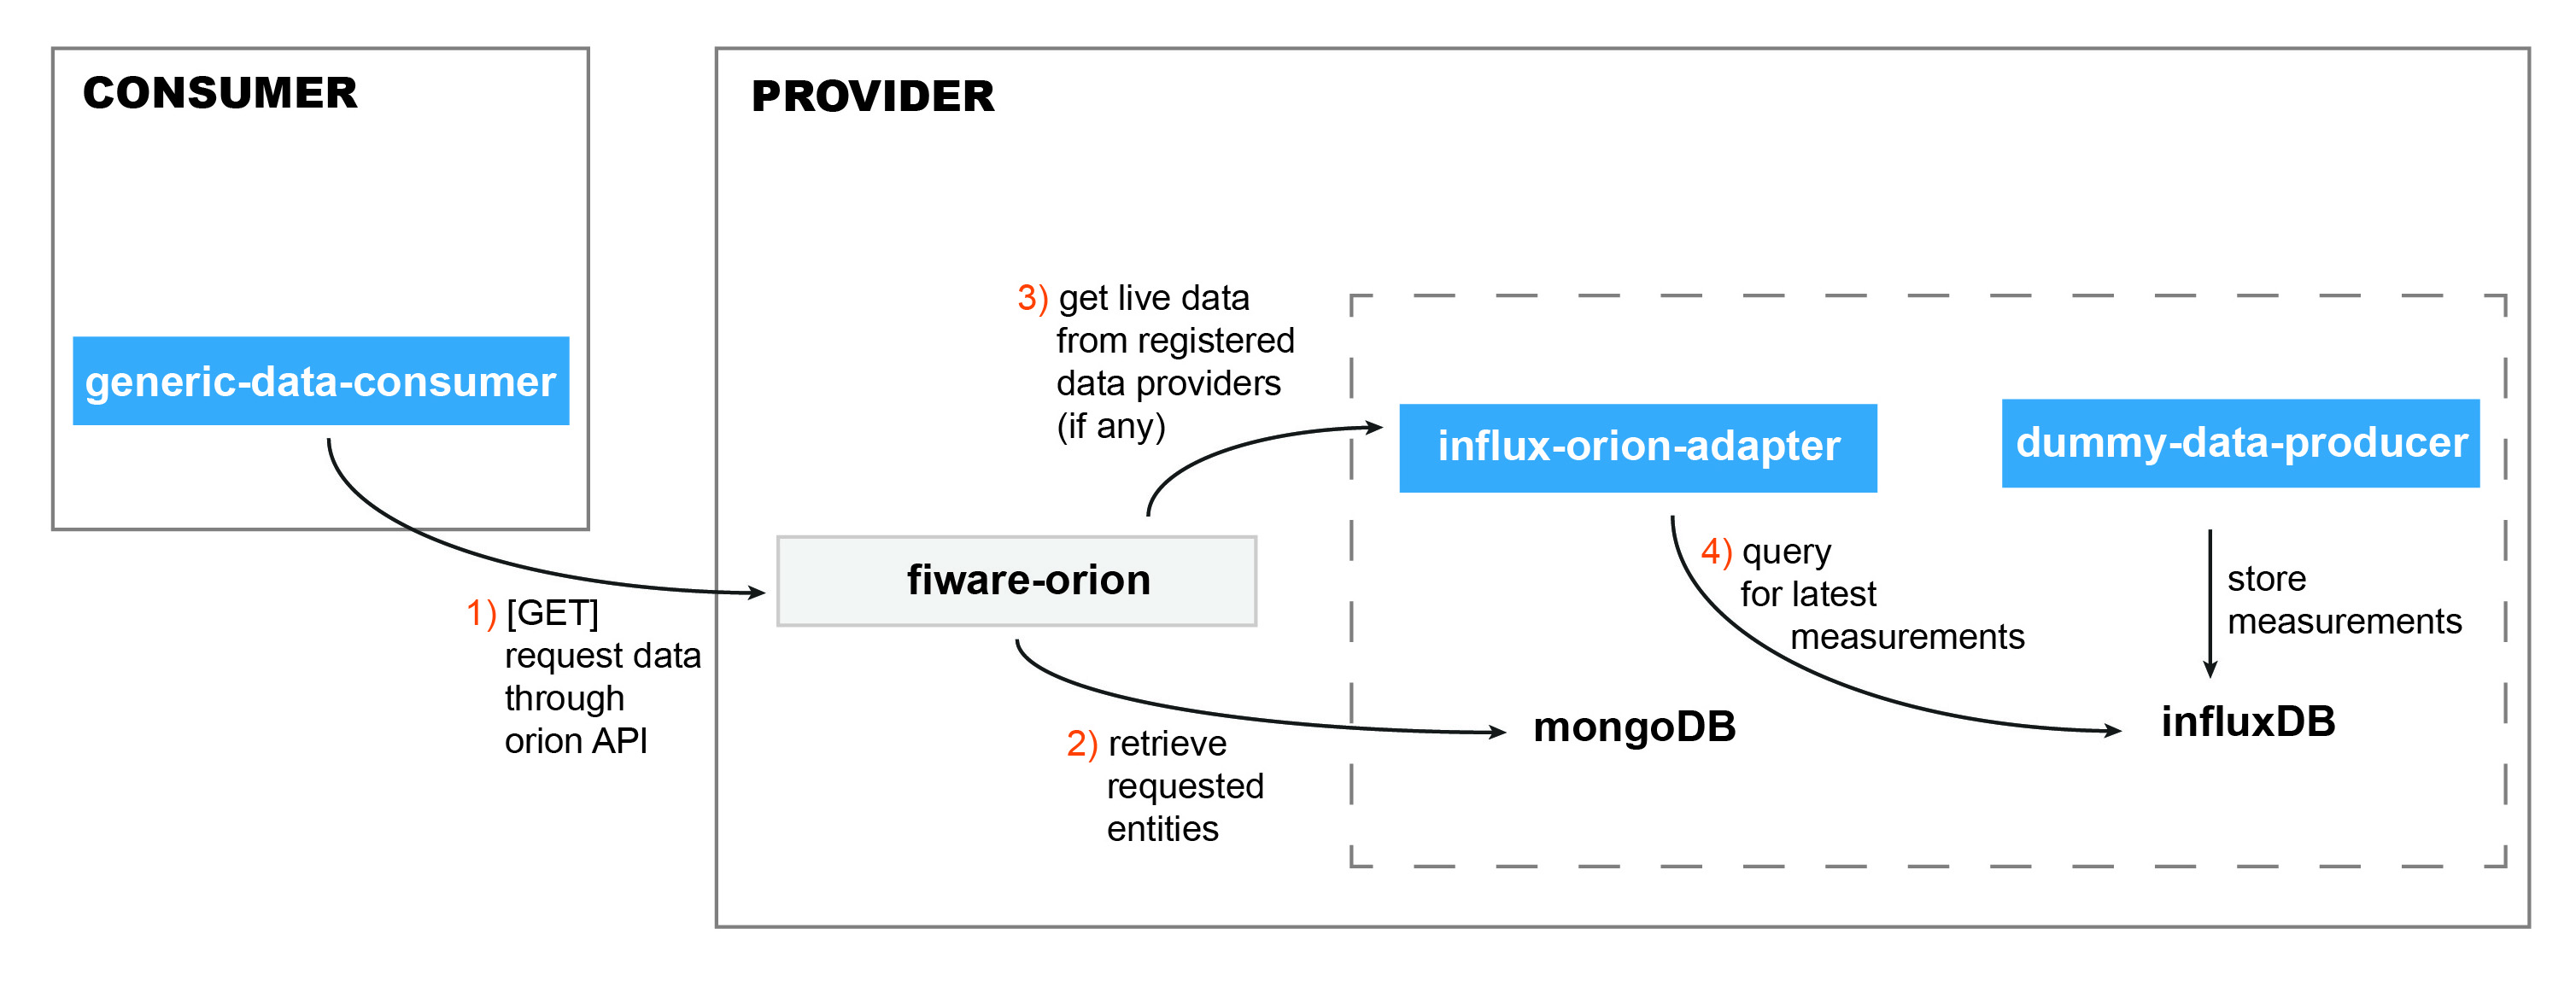 CONSUMER
generic-data-consumer
1) [GET]
request data
through
orion API
PROVIDER
fiware-orion
2) retrieve
requested
entities
3) get live data
from registered
data providers
(if any)
influx-orion-adapter
4) query
for latest
measurements
mongoDB
dummy-data-producer
store
measurements
influxDB